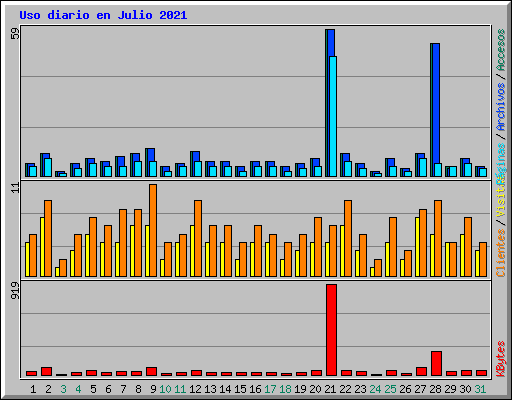 Uso diario en Julio 2021
59
11
919
Clientes / visitas
Páginas / Archivos / Accesos
KBytes
1 2 3 4 5 6 7 8 9 10 11 12 13 14 15 16 17 18 19 20 21 22 23 24 25 26 27 28 29 30 31